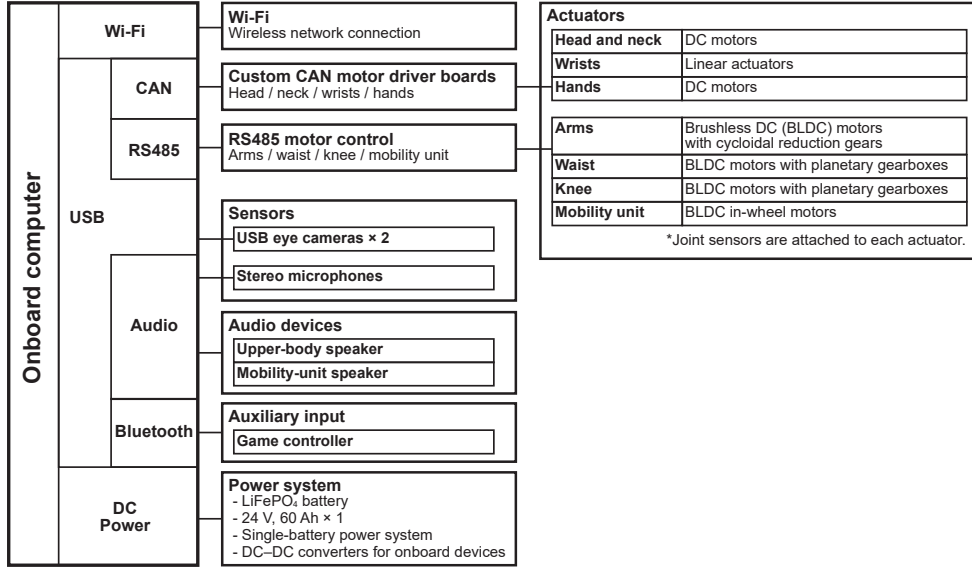 Onboard computer
Wi-Fi
USB
CAN
RS485
Audio
Bluetooth
DC
Power
Wi-Fi
Wireless network connection
Custom CAN motor driver boards
Head / neck / wrists / hands
RS485 motor control
Arms / waist / knee / mobility unit
Sensors
USB eye cameras × 2
Stereo microphones
Audio devices
Upper-body speaker
Mobility-unit speaker
Auxiliary input
Game controller
Power system
- LiFePO₄ battery
- 24 V, 60 Ah × 1
- Single-battery power system
- DC–DC converters for onboard devices
Actuators
Head and neck DC motors
Wrists Linear actuators
Hands DC motors
Arms Brushless DC (BLDC) motors
with cycloidal reduction gears
Waist BLDC motors with planetary gearboxes
Knee BLDC motors with planetary gearboxes
Mobility unit BLDC in-wheel motors
*Joint sensors are attached to each actuator.